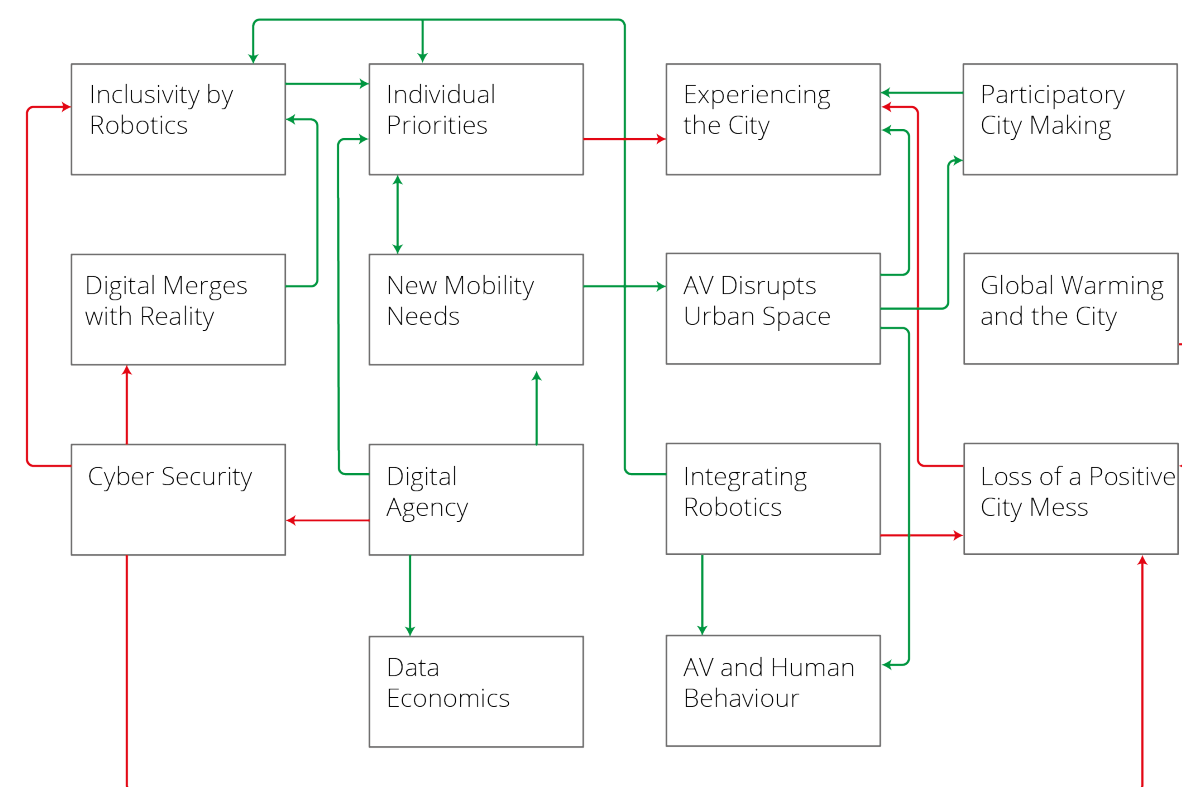 Inclusivity by
Robotics
Individual
Priorities
Experiencing
the City
Participatory
City Making
Digital Merges
with Reality
New Mobility
Needs
AV Disrupts
Urban Space
Global Warming
and the City
Cyber Security
Digital
Agency
Integrating
Robotics
Loss of a Positive
City Mess
Data
Economics
AV and Human
Behaviour